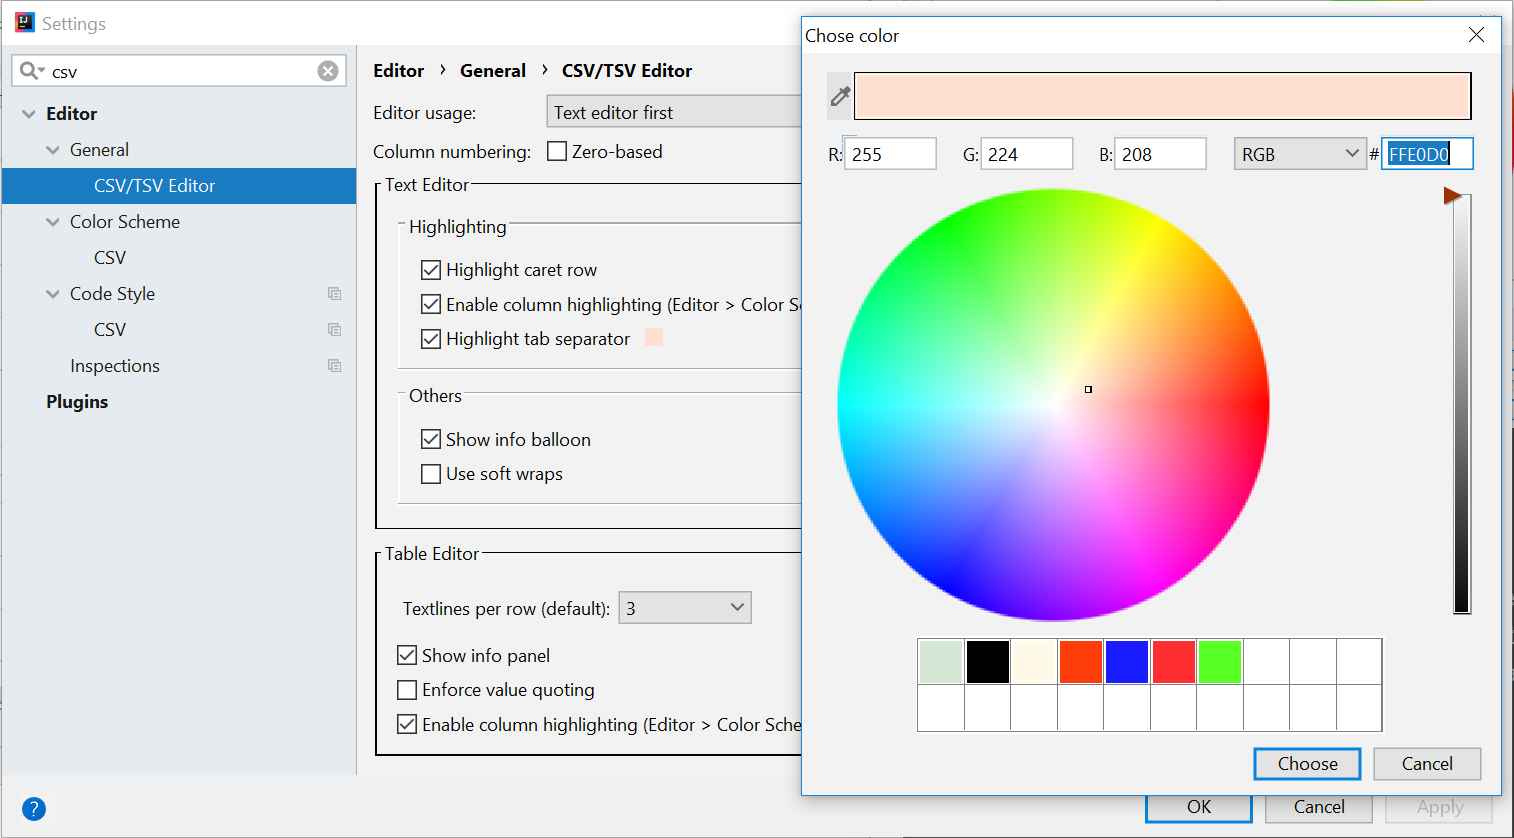 Settings
csv
Editor
General
CSV/TSV Editor
Color Scheme
CSV
Code Style
CSV
Inspections
Plugins
?
Editor › General › CSV/TSV Editor
Editor usage: Text editor first
Column numbering: Zero-based
Text Editor
Highlighting
Highlight caret row
Enable column highlighting (Editor > Color S
Highlight tab separator
Others
Show info balloon
Use soft wraps
Table Editor
Textlines per row (default): 3
Show info panel
Enforce value quoting
Enable column highlighting (Editor > Color Sche
Chose color
R: 255 G: 224 B: 208 RGB # FFE0D0
Choose Cancel
OK Cancel Apply